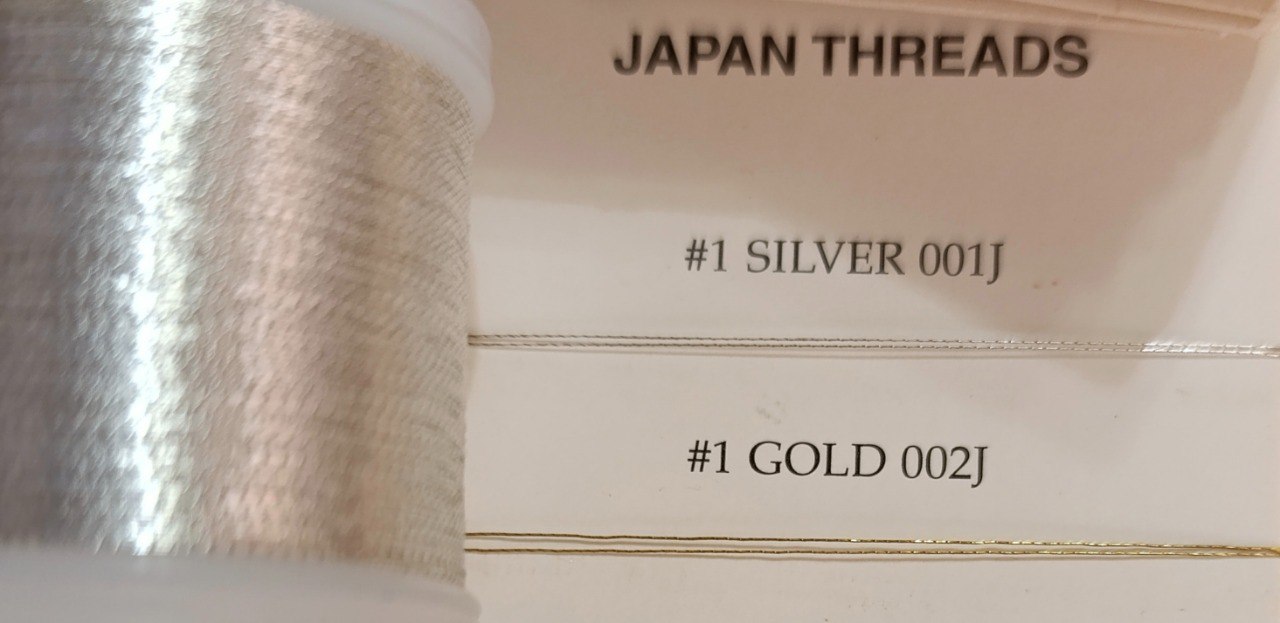 JAPAN THREADS
#1 SILVER 001J
#1 GOLD 002J